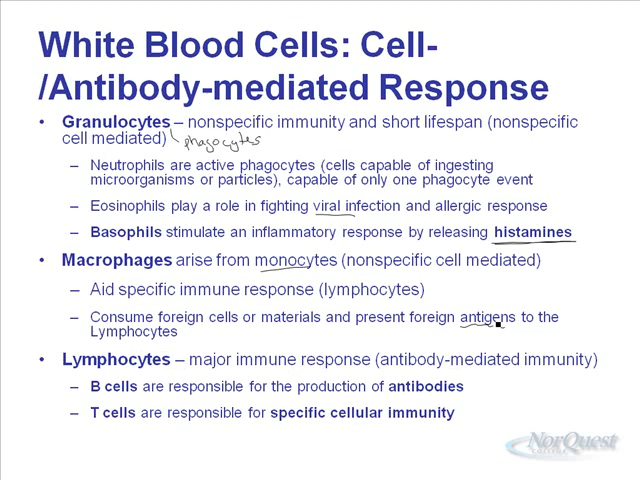 White Blood Cells: Cell-
/Antibody-mediated Response
• Granulocytes – nonspecific immunity and short lifespan (nonspecific
cell mediated) phagocytes
– Neutrophils are active phagocytes (cells capable of ingesting
microorganisms or particles), capable of only one phagocyte event
– Eosinophils play a role in fighting viral infection and allergic response
– Basophils stimulate an inflammatory response by releasing histamines
• Macrophages arise from monocytes (nonspecific cell mediated)
– Aid specific immune response (lymphocytes)
– Consume foreign cells or materials and present foreign antigens to the
Lymphocytes
• Lymphocytes – major immune response (antibody-mediated immunity)
– B cells are responsible for the production of antibodies
– T cells are responsible for specific cellular immunity
NorQuest
COLLEGE